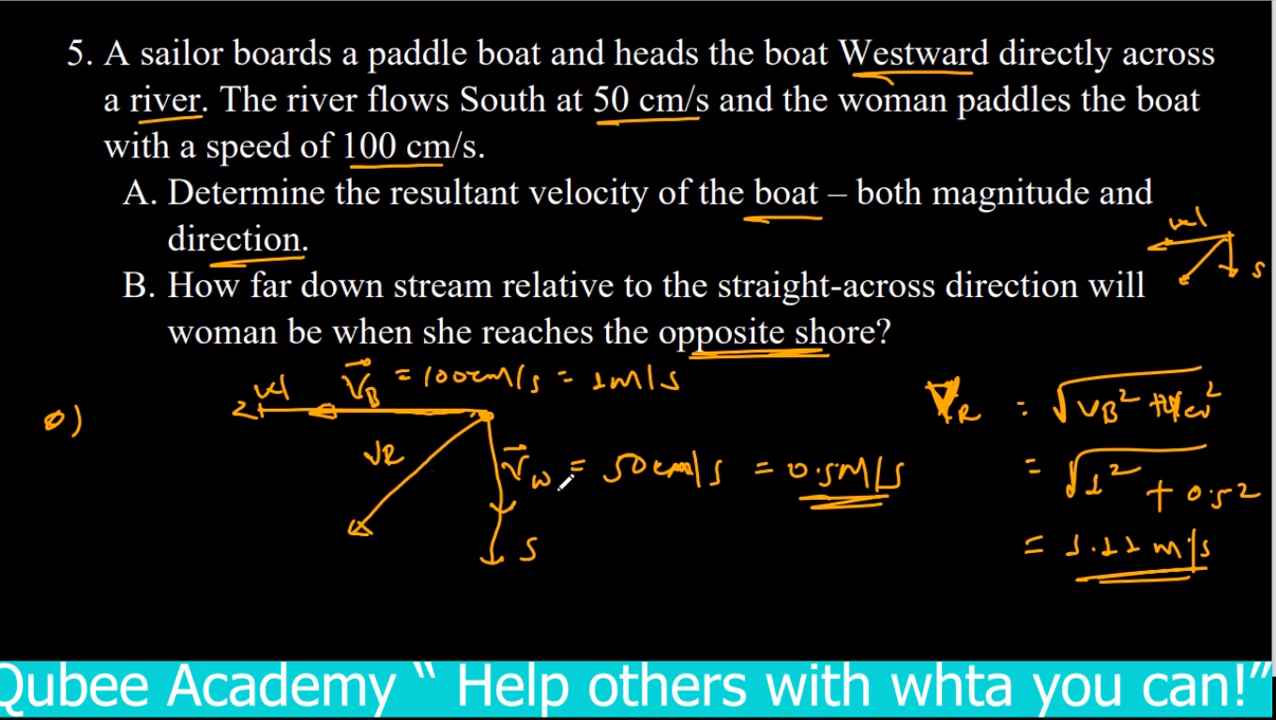 5. A sailor boards a paddle boat and heads the boat Westward directly across
a river. The river flows South at 50 cm/s and the woman paddles the boat
with a speed of 100 cm/s.
A. Determine the resultant velocity of the boat – both magnitude and
direction.
B. How far down stream relative to the straight-across direction will
woman be when she reaches the opposite shore?
S
V⃗B = 100cm/s = 1m/s
VR
V⃗w = 50cm/s = 0.5m/s
S
VR = √VB² +
= √1² + 0.5²
= 1.11 m/s
Qubee Academy “ Help others with whta you can!”